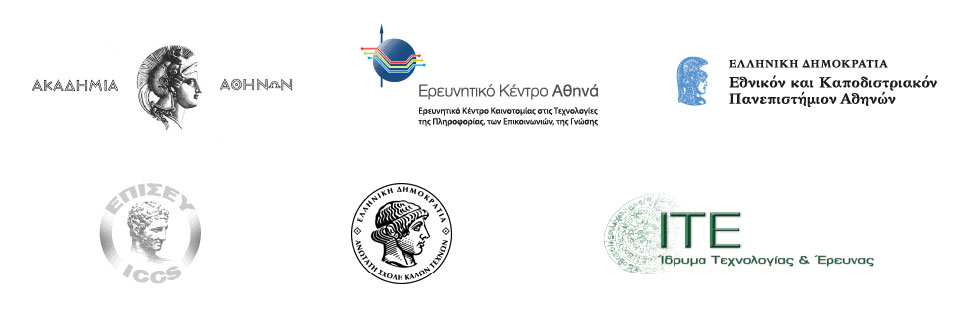 ΑΚΑΔΗΜΙΑ ΑΘΗΝΩΝ
Ερευνητικό Κέντρο Αθηνά
Ερευνητικό Κέντρο Καινοτομίας στις Τεχνολογίες
της Πληροφορίας, των Επικοινωνιών, της Γνώσης
ΕΛΛΗΝΙΚΗ ΔΗΜΟΚΡΑΤΙΑ
Εθνικόν και Καποδιστριακόν
Πανεπιστήμιον Αθηνών
ΕΠΙΣΕΥ
ICCS
ΕΛΛΗΝΙΚΗ ΔΗΜΟΚΡΑΤΙΑ
ΑΝΩΤΑΤΗ ΣΧΟΛΗ ΚΑΛΩΝ ΤΕΧΝΩΝ
ΙΤΕ
Ίδρυμα Τεχνολογίας & Έρευνας